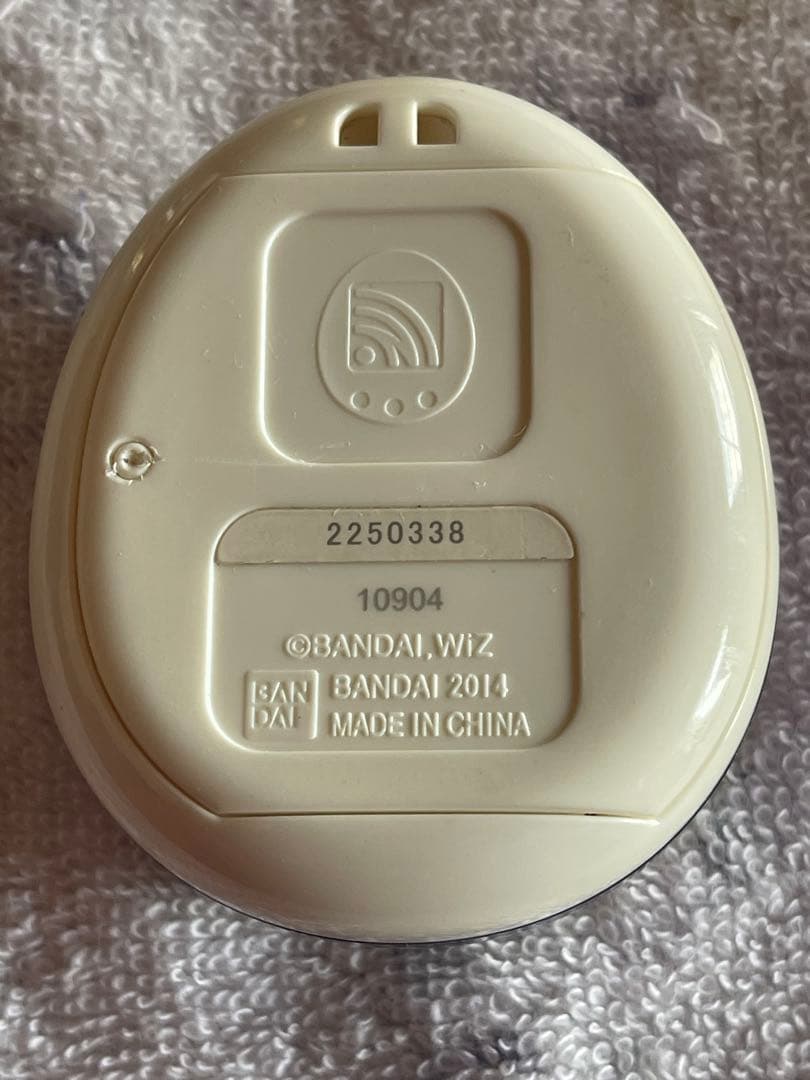 2250338
10904
©BANDAI,WiZ
BAN
DAI
BANDAI 2014
MADE IN CHINA